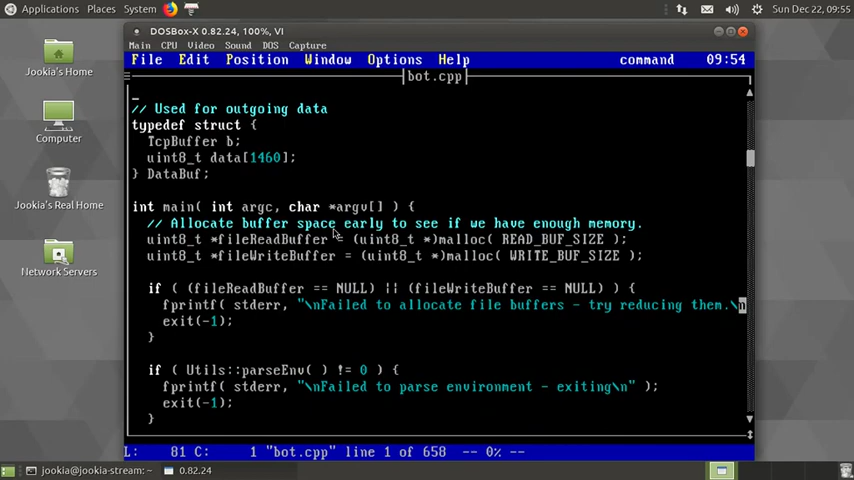 Applications Places System
Sun Dec 22, 09:55
DOSBox-X 0.82.24, 100%, VI
Main CPU Video Sound DOS Capture
File Edit Position Window Options Help command 09:54
bot.cpp
// Used for outgoing data
typedef struct {
TcpBuffer b;
uint8_t data[1460];
} DataBuf;
int main( int argc, char *argv[] ) {
// Allocate buffer space early to see if we have enough memory.
uint8_t *fileReadBuffer = (uint8_t *)malloc( READ_BUF_SIZE );
uint8_t *fileWriteBuffer = (uint8_t *)malloc( WRITE_BUF_SIZE );
if ( (fileReadBuffer == NULL) || (fileWriteBuffer == NULL) ) {
fprintf( stderr, "\nFailed to allocate file buffers - try reducing them.\n
exit(-1);
}
if ( Utils::parseEnv( ) != 0 ) {
fprintf( stderr, "\nFailed to parse environment - exiting\n" );
exit(-1);
}
L: 81 C: 1 "bot.cpp" line 1 of 658 -- 0% --
Jookia's Home
Computer
Jookia's Real Home
Network Servers
jookia@jookia-stream: ~
0.82.24